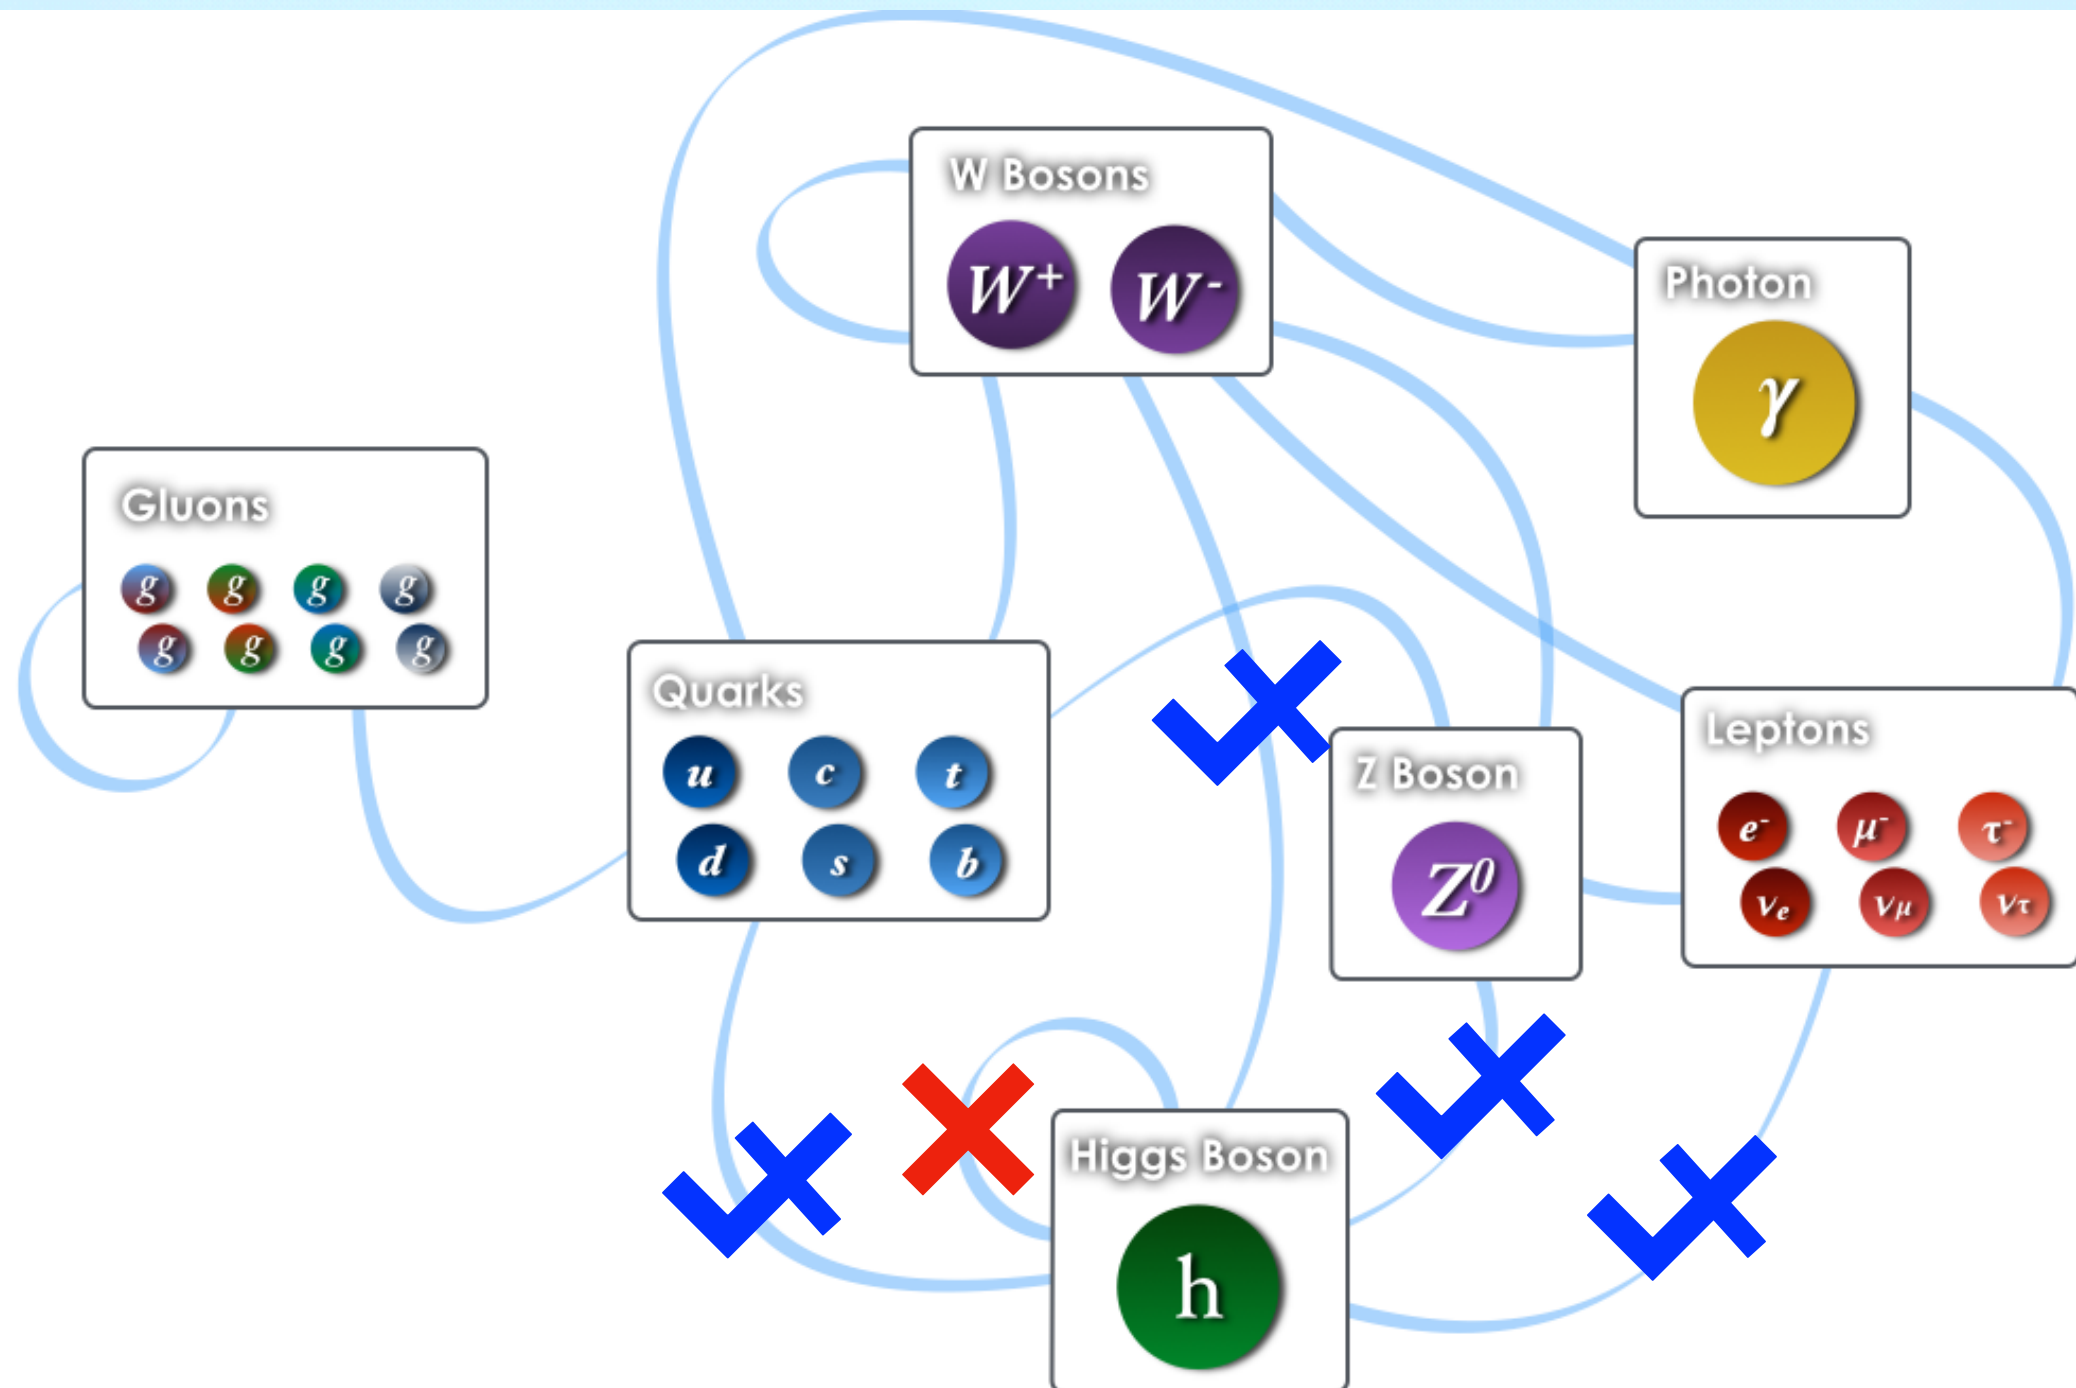 W Bosons
W+ W-
Photon
γ
Gluons
g g g g
g g g g
Quarks
u c t
d s b
Z Boson
Z0
Leptons
e- μ- τ-
νe νμ ντ
Higgs Boson
h